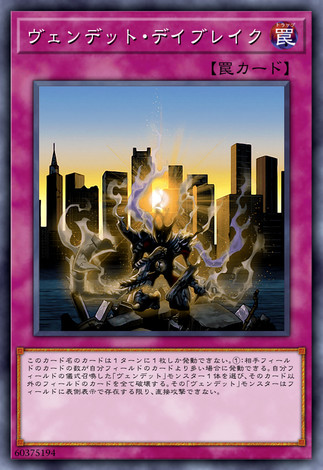 ヴェンデット・デイブレイク
トラップ
罠
【罠カード】
このカード名のカードは1ターンに1枚しか発動できない。①:相手フィール
ドのカードの数が自分フィールドのカードより多い場合に発動できる。自分
フィールドの儀式召喚した「ヴェンデット」モンスター1体を選び、そのカード以
外のフィールドのカードを全て破壊する。その「ヴェンデット」モンスターはフィ
ールドに表側表示で存在する限り、直接攻撃できない。
60375194